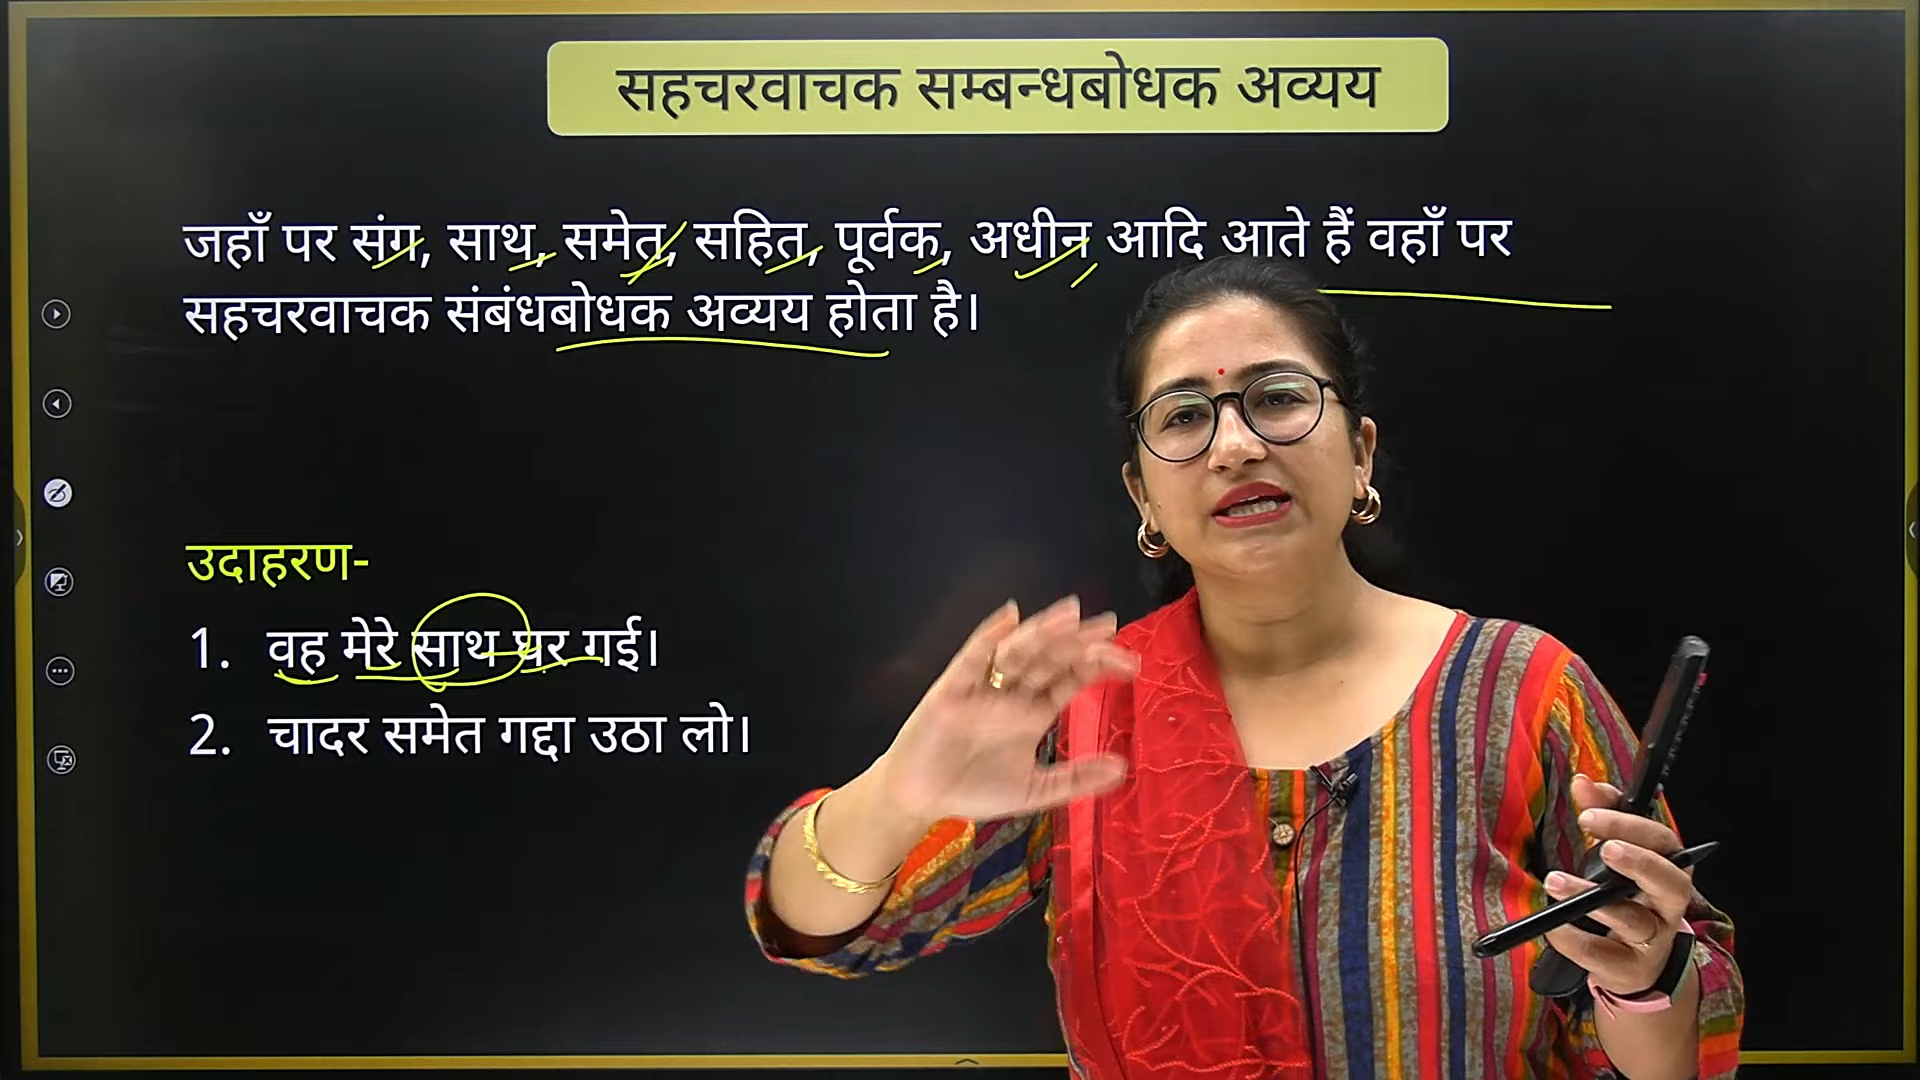 सहचरवाचक सम्बन्धबोधक अव्यय
जहाँ पर संग, साथ, समेत, सहित, पूर्वक, अधीन आदि आते हैं वहाँ पर
सहचरवाचक संबंधबोधक अव्यय होता है।
उदाहरण-
1. वह मेरे साथ घर गई।
2. चादर समेत गद्दा उठा लो।